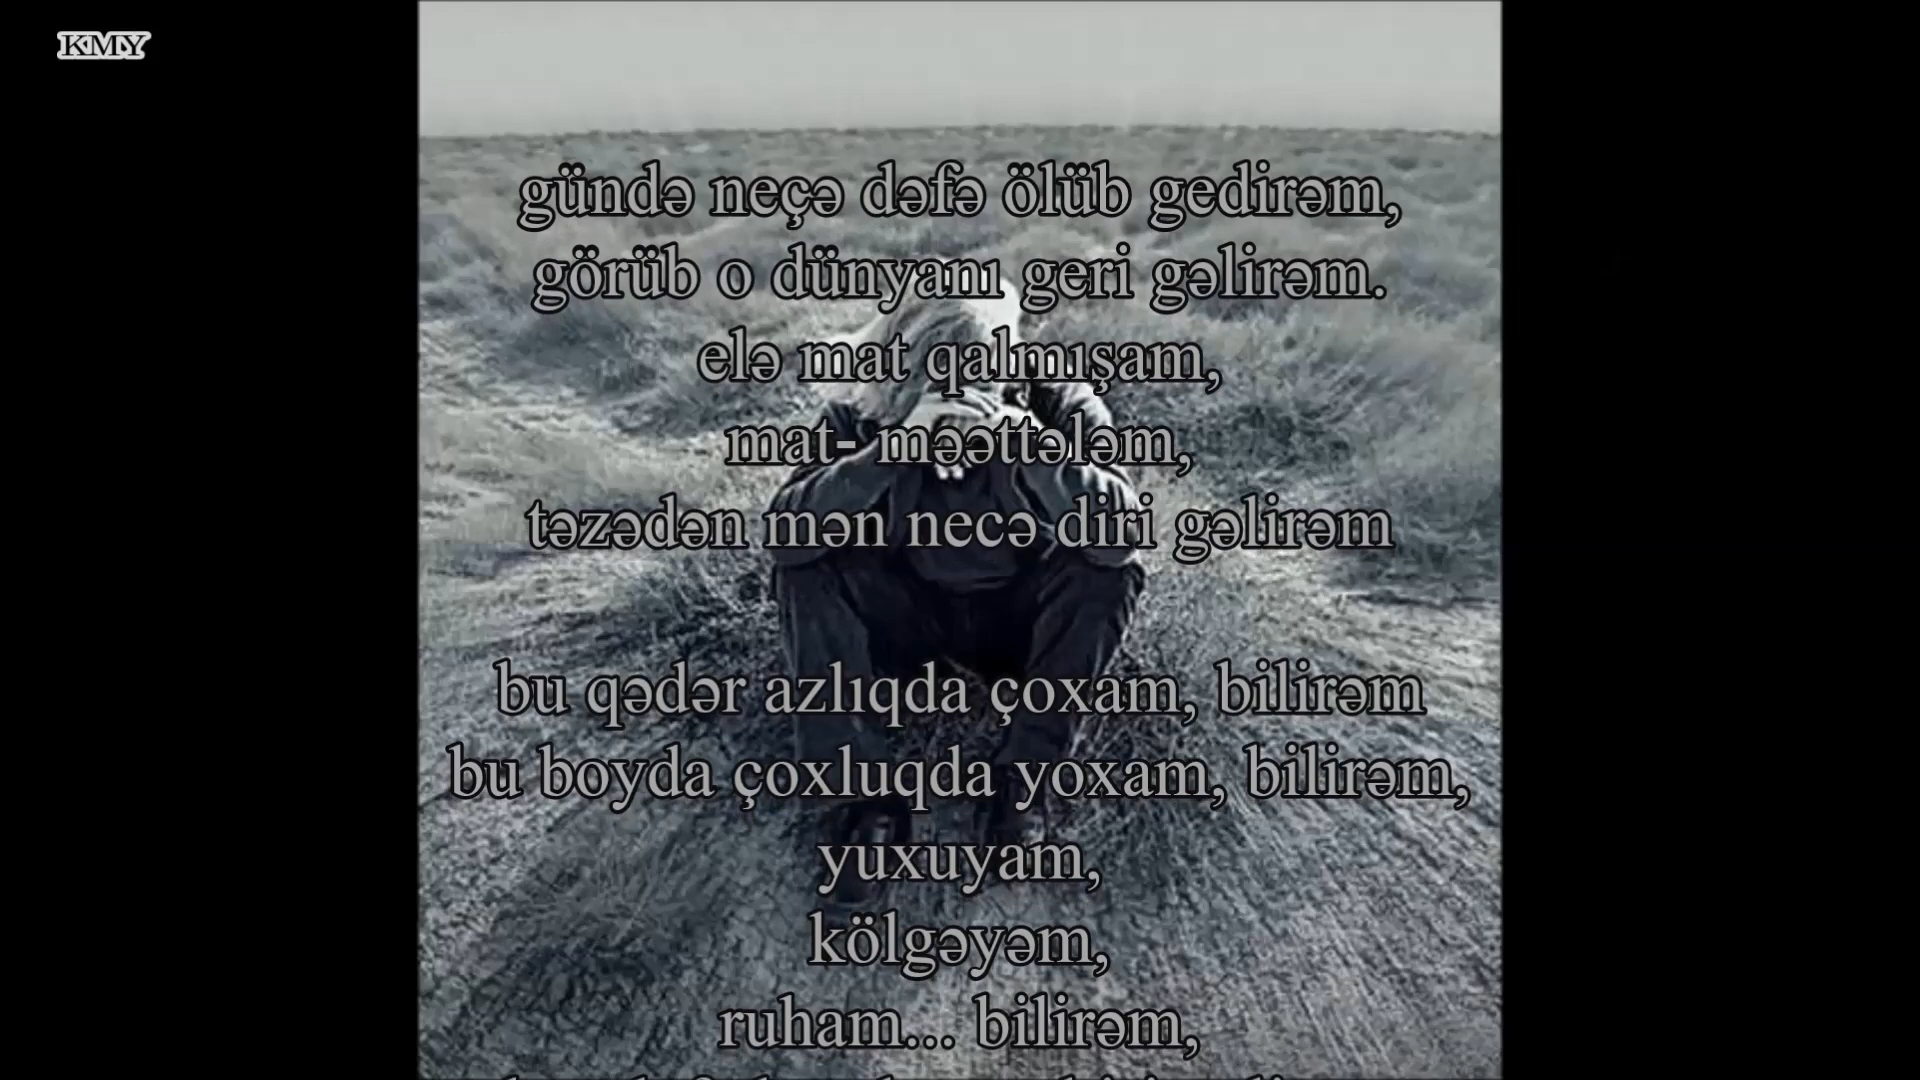 KMY
gündə neçə dəfə ölüb gedirəm,
görüb o dünyanı geri gəlirəm.
elə mat qalmışam,
mat- məəttələm,
təzədən mən necə diri gəlirəm
bu qədər azlıqda çoxam, bilirəm
bu boyda çoxluqda yoxam, bilirəm,
yuxuyam,
kölgəyəm,
ruham... bilirəm,